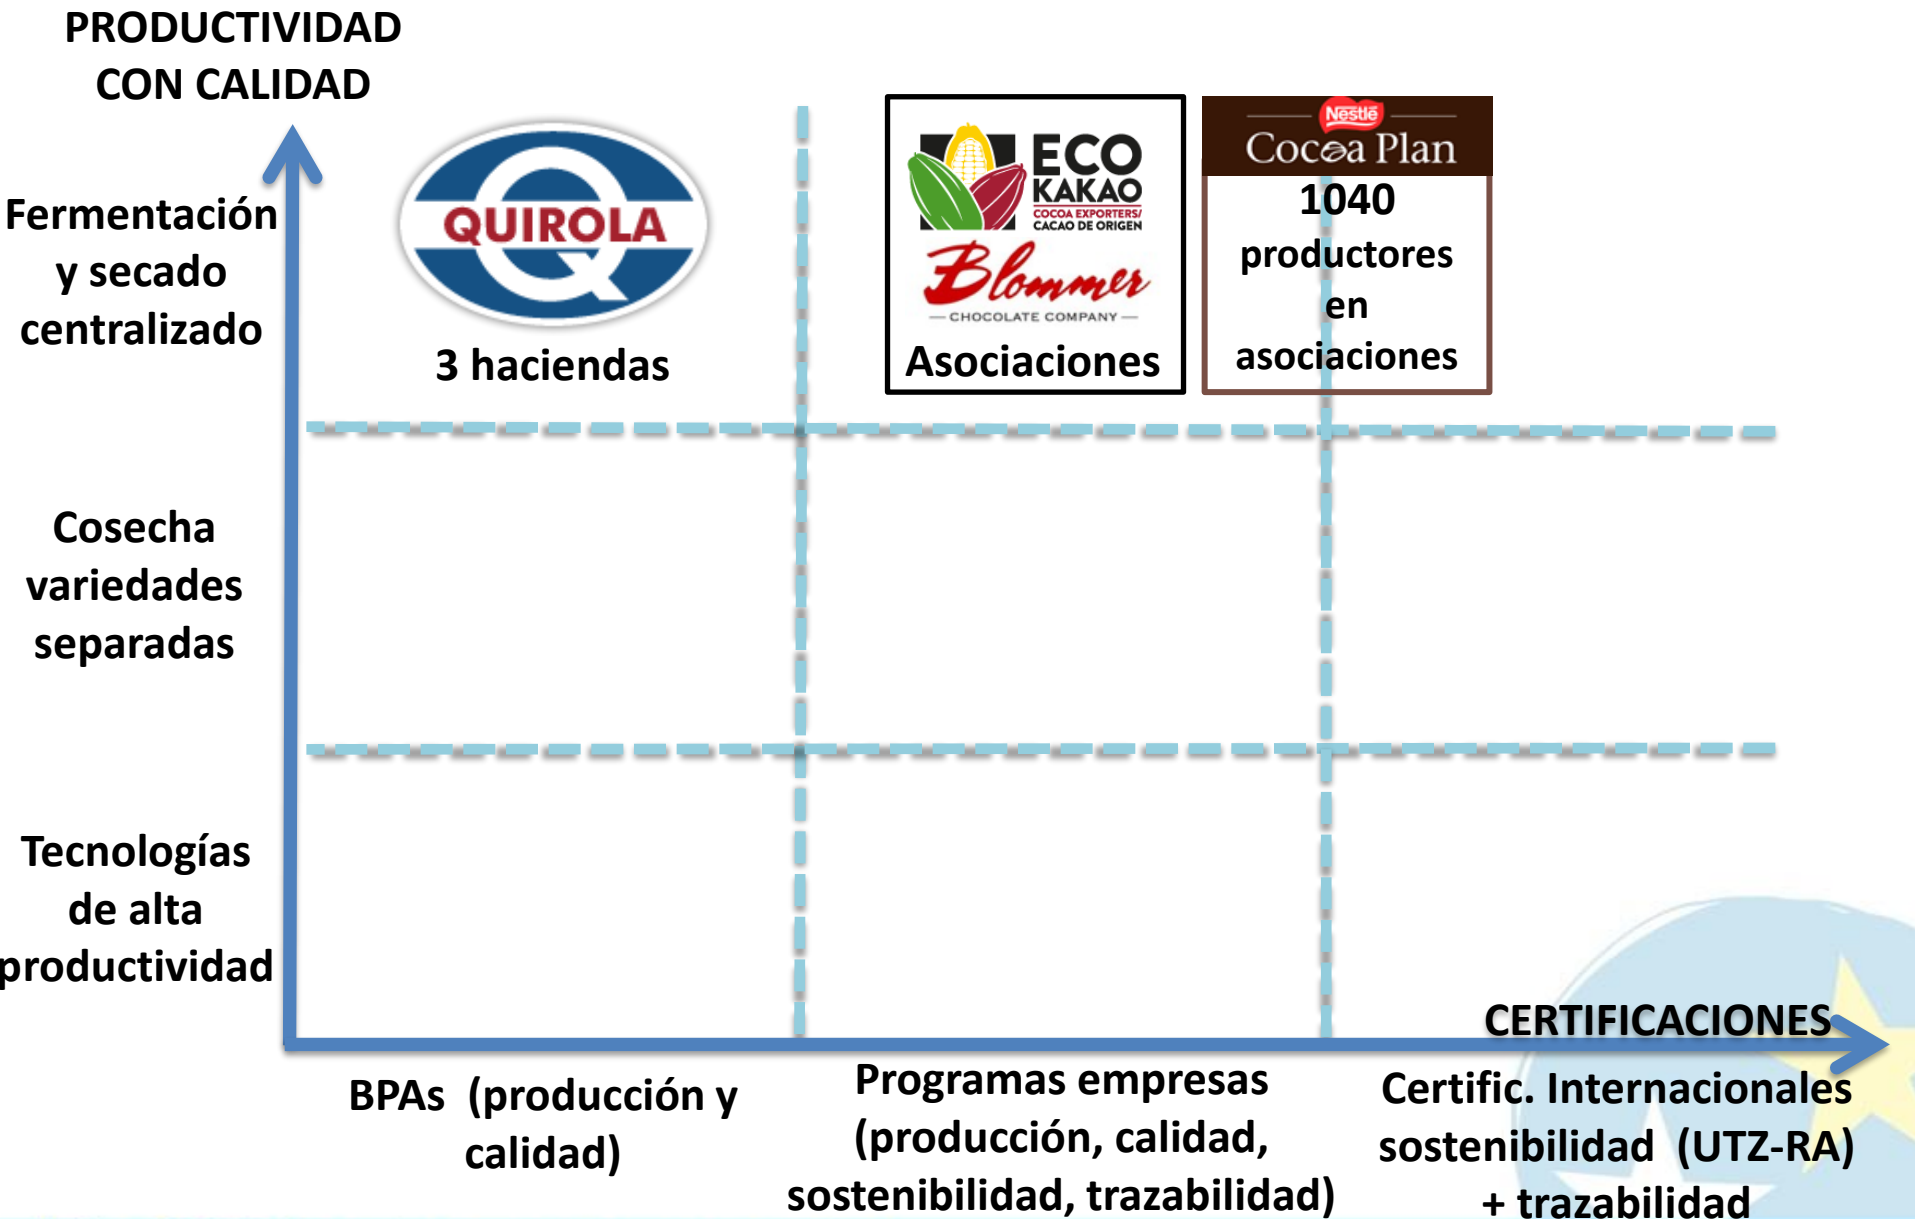 PRODUCTIVIDAD
CON CALIDAD
Fermentación
y secado
centralizado
QUIROLA
3 haciendas
ECO
KAKAO
COCOA EXPORTERS/
CACAO DE ORIGEN
Blommer
CHOCOLATE COMPANY
Asociaciones
Nestlé
Cocoa Plan
1040
productores
en
asociaciones
Cosecha
variedades
separadas
Tecnologías
de alta
productividad
CERTIFICACIONES
BPAs (producción y
calidad)
Programas empresas
(producción, calidad,
sostenibilidad, trazabilidad)
Certific. Internacionales
sostenibilidad (UTZ-RA)
+ trazabilidad